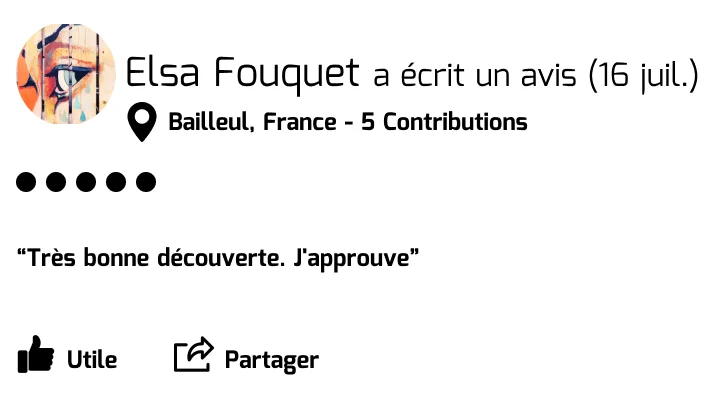 Elsa Fouquet a écrit un avis (16 juil.)
Bailleul, France - 5 Contributions
“Très bonne découverte. J'approuve”
Utile Partager